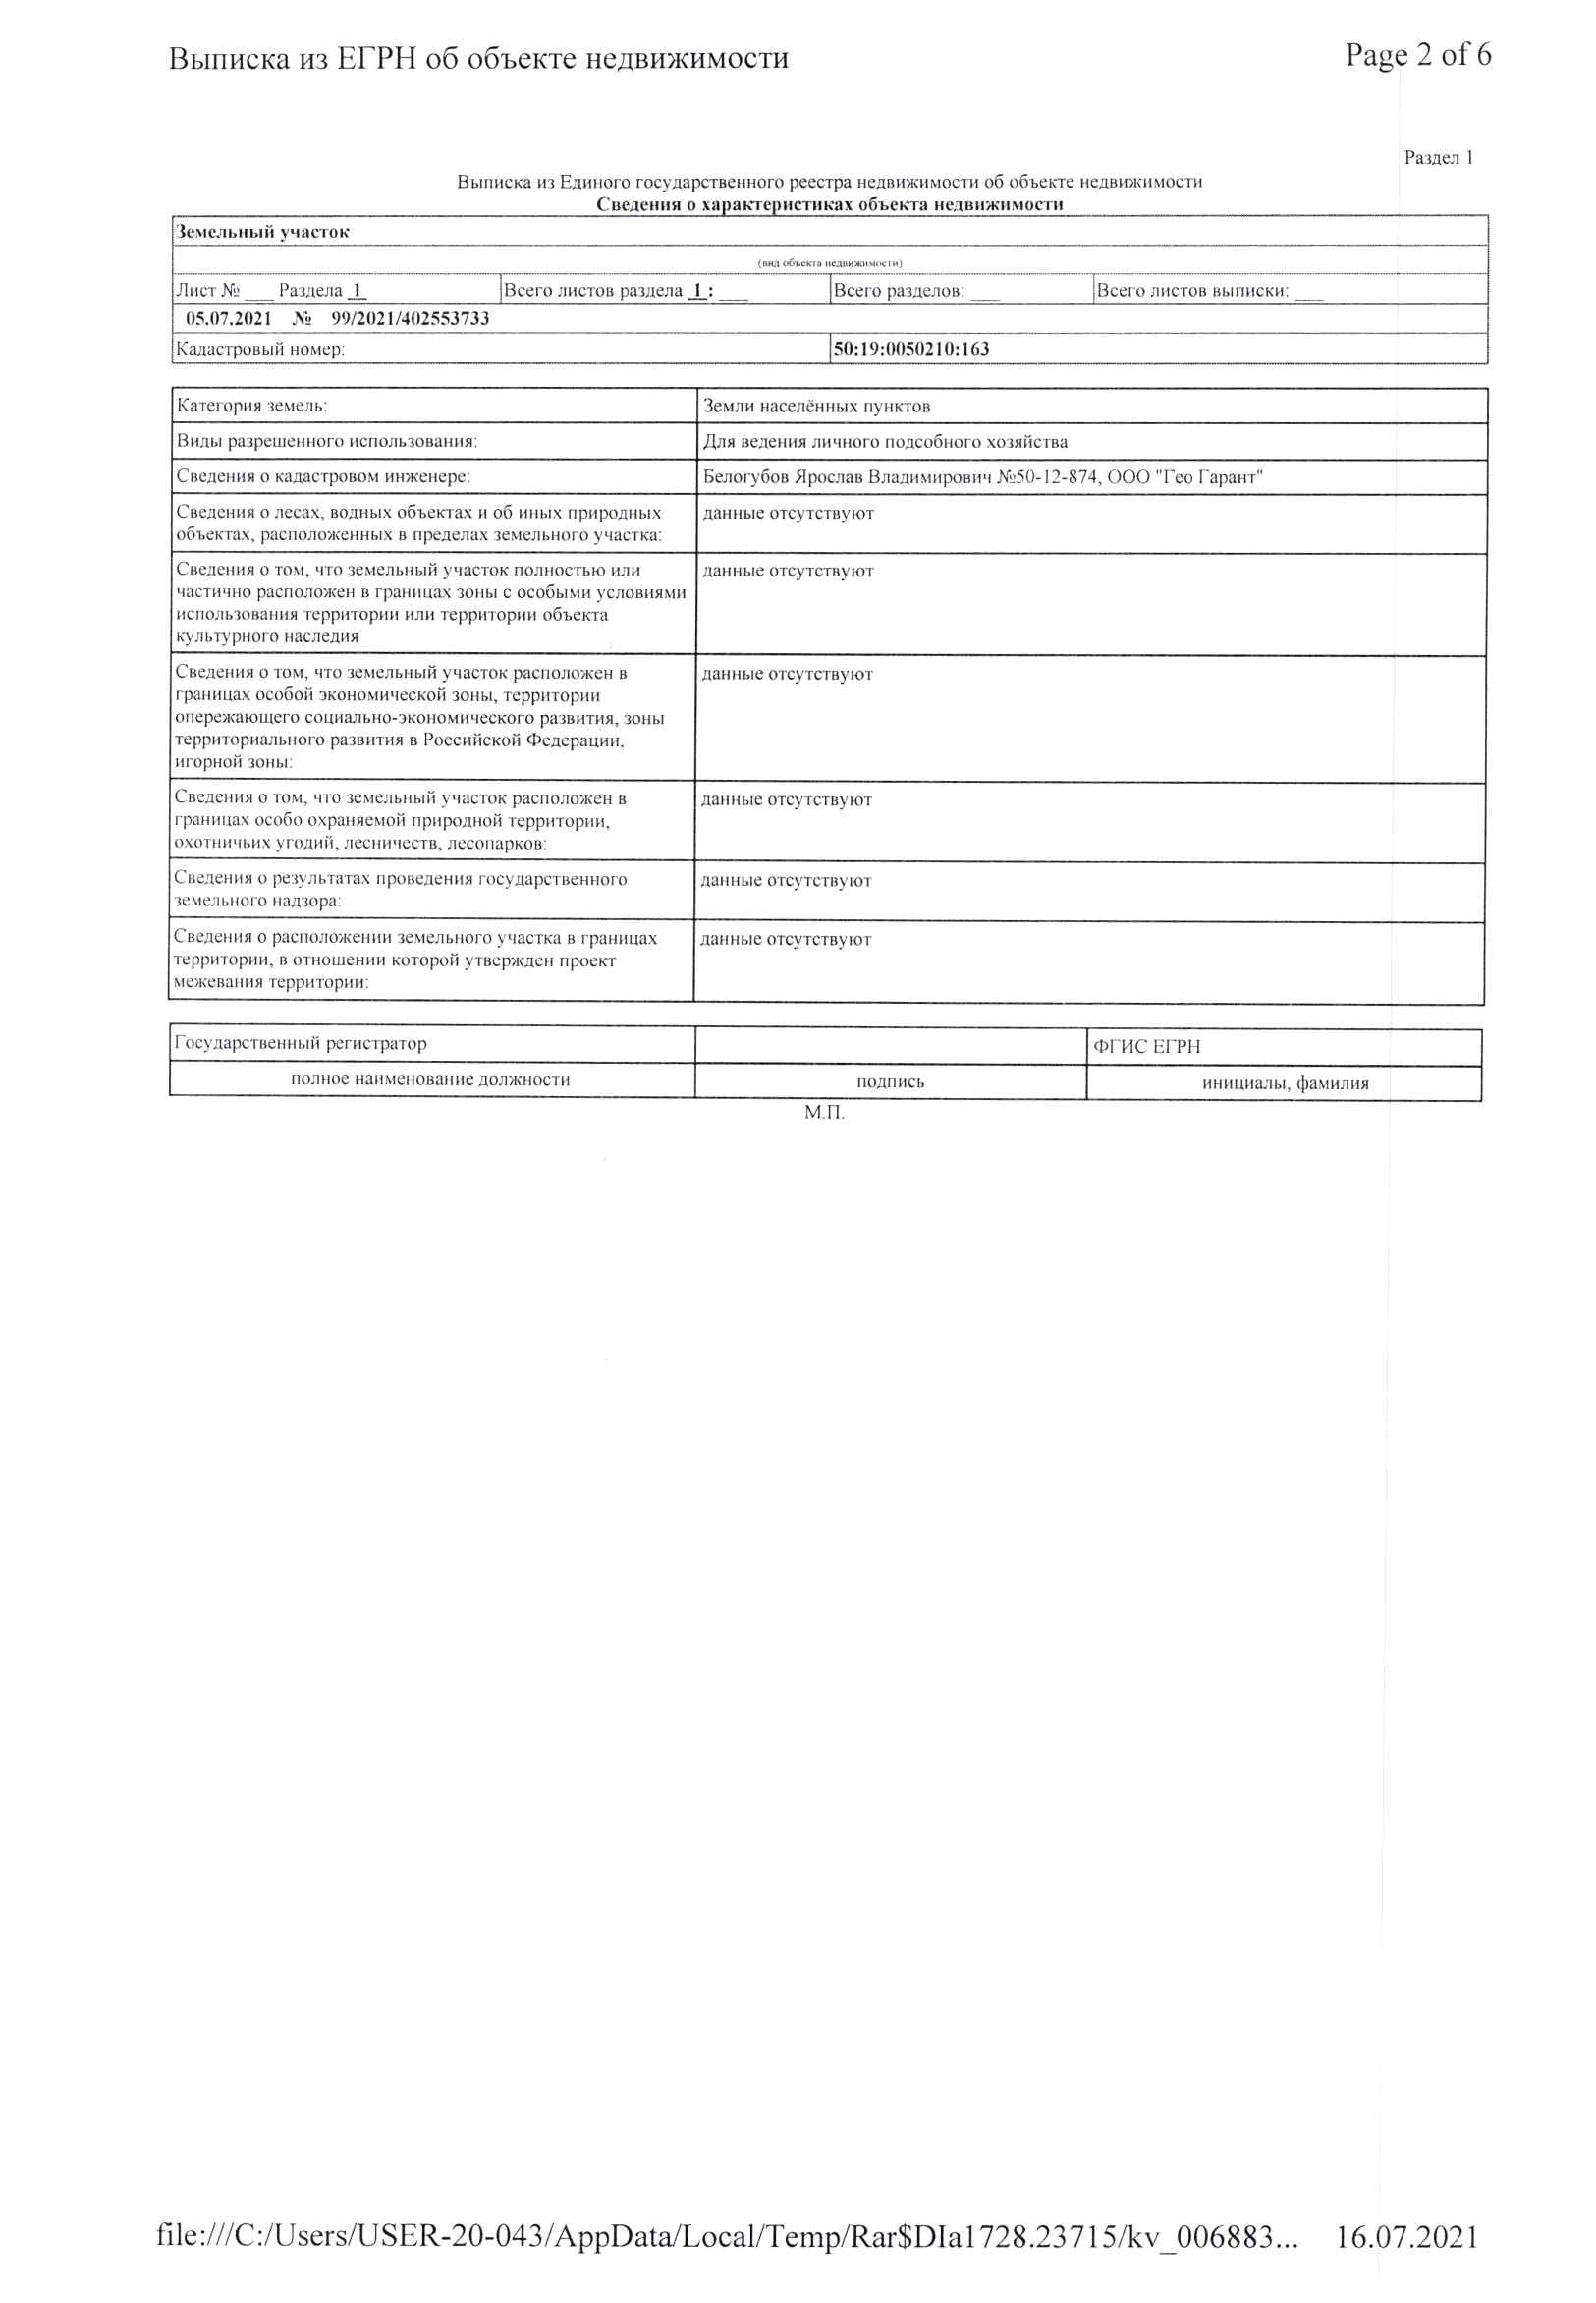 Выписка из ЕГРН об объекте недвижимости Page 2 of 6
Раздел 1
Выписка из Единого государственного реестра недвижимости об объекте недвижимости
Сведения о характеристиках объекта недвижимости
Земельный участок
(вид объекта недвижимости)
Лист № ___ Раздела 1 Всего листов раздела 1 : ___ Всего разделов: ___ Всего листов выписки: ___
05.07.2021 № 99/2021/402553733
Кадастровый номер: 50:19:0050210:163
Категория земель: Земли населённых пунктов
Виды разрешенного использования: Для ведения личного подсобного хозяйства
Сведения о кадастровом инженере: Белогубов Ярослав Владимирович №50-12-874, ООО "Гео Гарант"
Сведения о лесах, водных объектах и об иных природных данные отсутствуют
объектах, расположенных в пределах земельного участка:
Сведения о том, что земельный участок полностью или данные отсутствуют
частично расположен в границах зоны с особыми условиями
использования территории или территории объекта
культурного наследия
Сведения о том, что земельный участок расположен в данные отсутствуют
границах особой экономической зоны, территории
опережающего социально-экономического развития, зоны
территориального развития в Российской Федерации,
игорной зоны:
Сведения о том, что земельный участок расположен в данные отсутствуют
границах особо охраняемой природной территории,
охотничьих угодий, лесничеств, лесопарков:
Сведения о результатах проведения государственного данные отсутствуют
земельного надзора:
Сведения о расположении земельного участка в границах данные отсутствуют
территории, в отношении которой утвержден проект
межевания территории:
Государственный регистратор ФГИС ЕГРН
полное наименование должности подпись инициалы, фамилия
М.П.
file:///C:/Users/USER-20-043/AppData/Local/Temp/Rar$DIa1728.23715/kv_006883... 16.07.2021